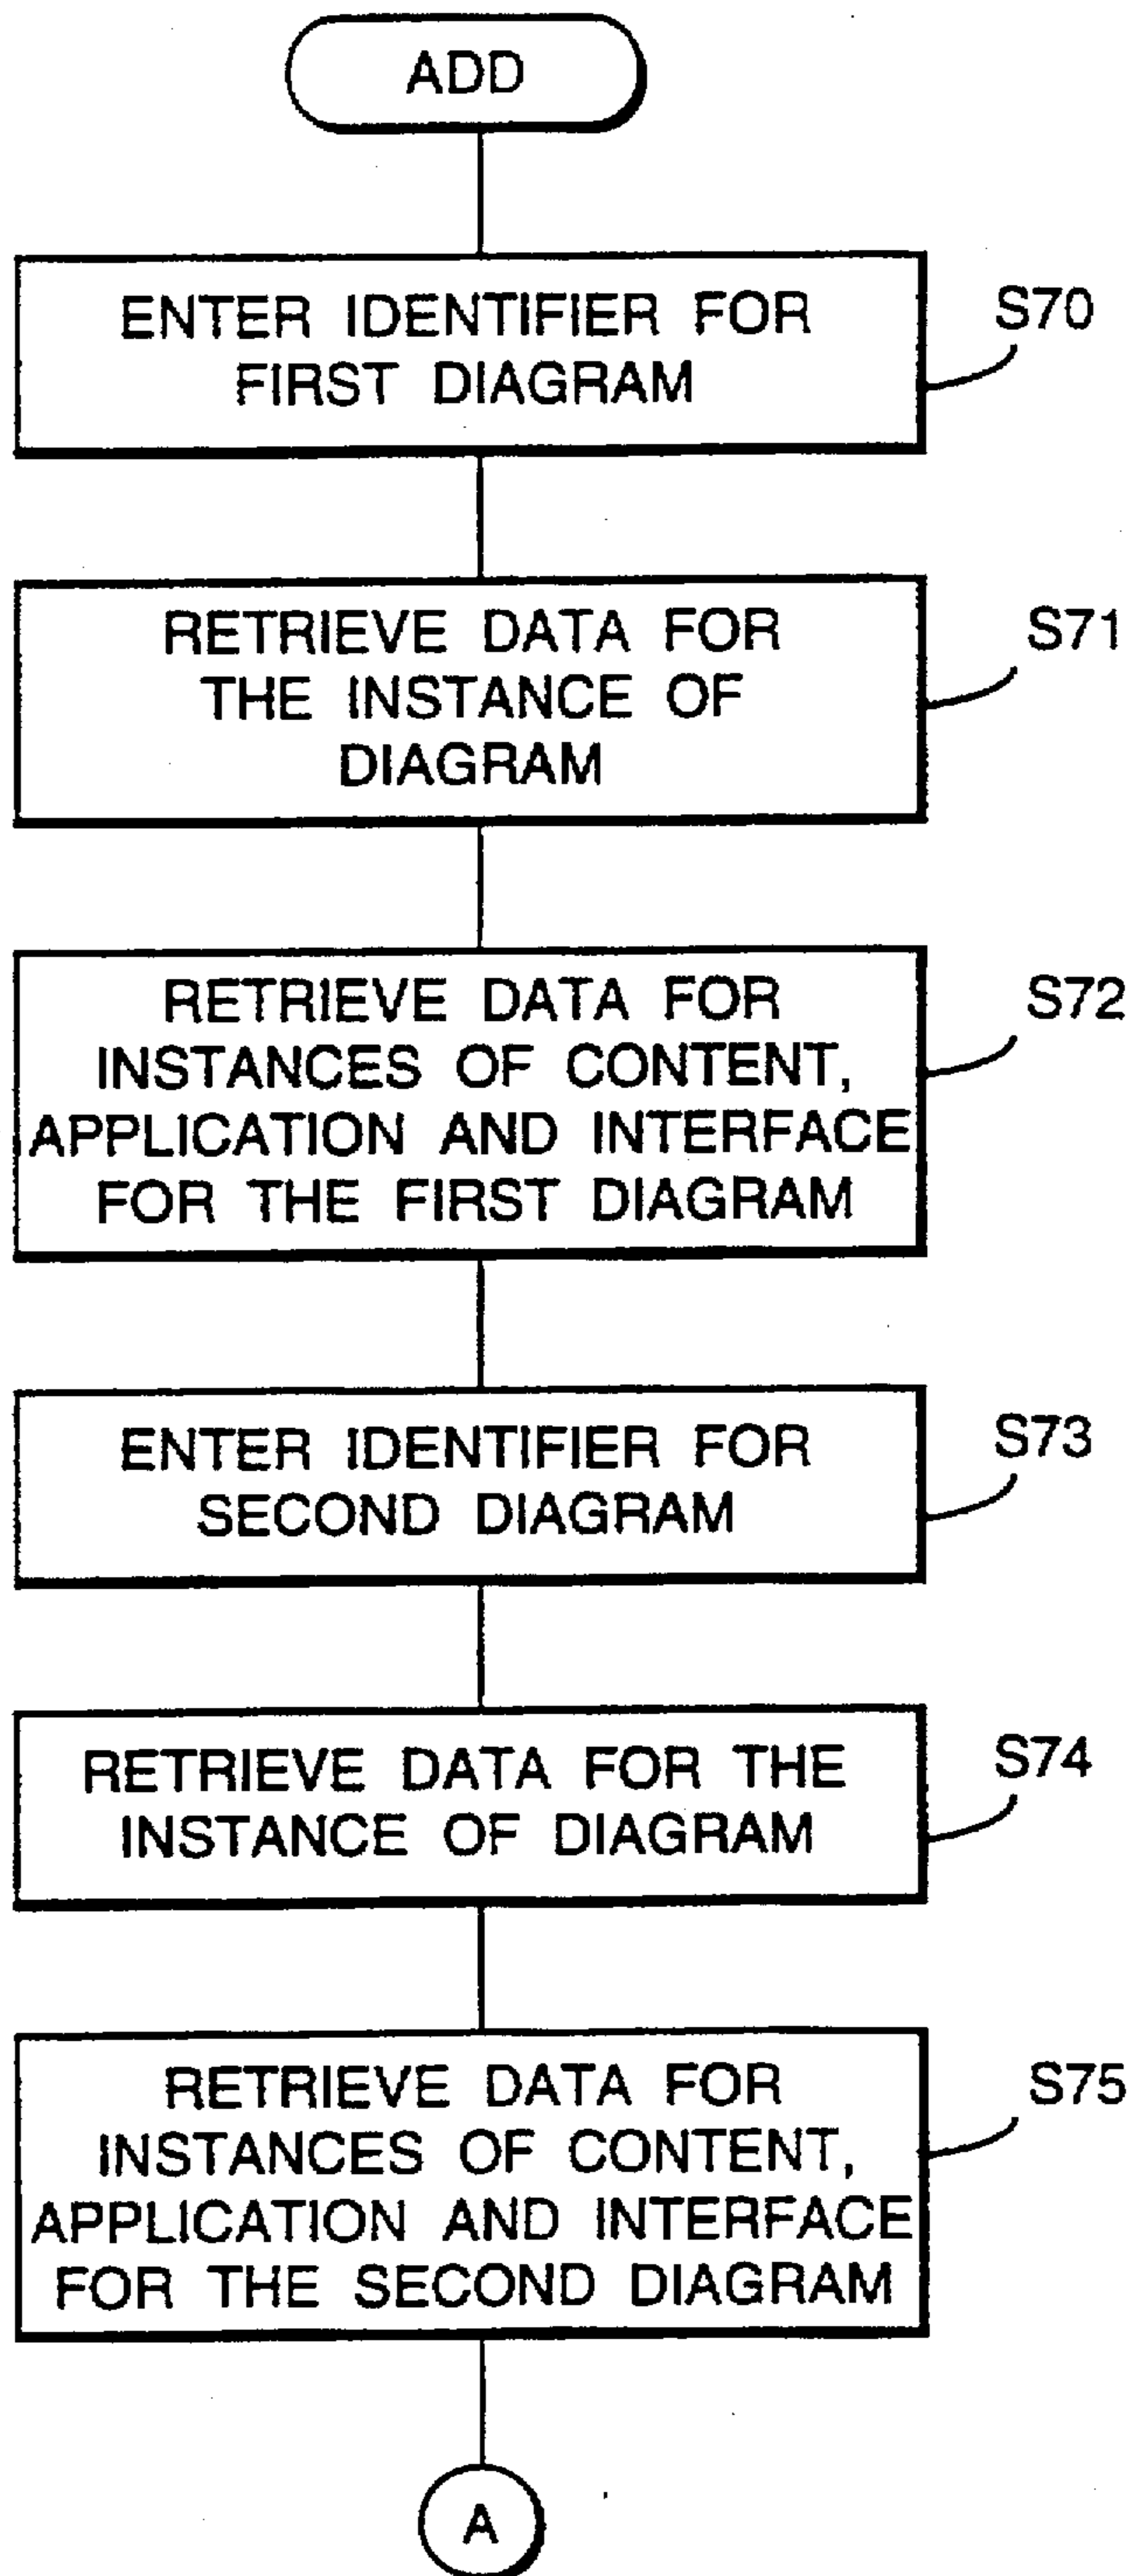 ADD
ENTER IDENTIFIER FOR
FIRST DIAGRAM
S70
RETRIEVE DATA FOR
THE INSTANCE OF
DIAGRAM
S71
RETRIEVE DATA FOR
INSTANCES OF CONTENT,
APPLICATION AND INTERFACE
FOR THE FIRST DIAGRAM
S72
ENTER IDENTIFIER FOR
SECOND DIAGRAM
S73
RETRIEVE DATA FOR THE
INSTANCE OF DIAGRAM
S74
RETRIEVE DATA FOR
INSTANCES OF CONTENT,
APPLICATION AND INTERFACE
FOR THE SECOND DIAGRAM
S75
A